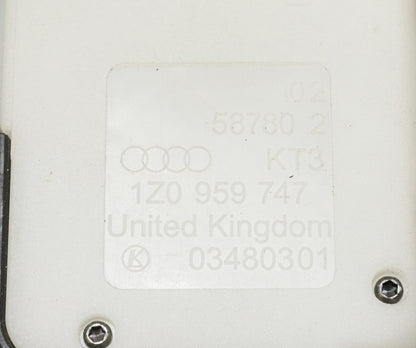 02
58780 2
KT3
1Z0 959 747
United Kingdom
K 03480301